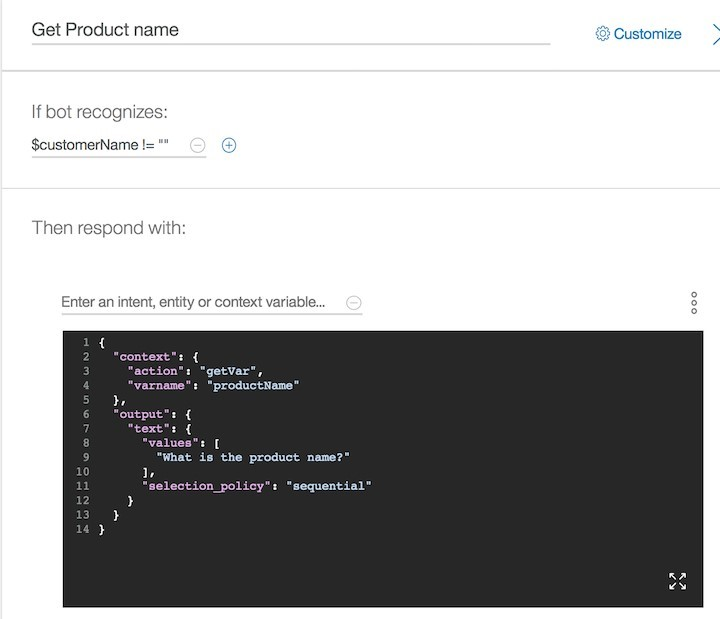 Get Product name
Customize
If bot recognizes:
$customerName != ""
Then respond with:
Enter an intent, entity or context variable...
1 {
2 "context": {
3 "action": "getVar",
4 "varname": "productName"
5 },
6 "output": {
7 "text": {
8 "values": [
9 "What is the product name?"
10 ],
11 "selection_policy": "sequential"
12 }
13 }
14 }